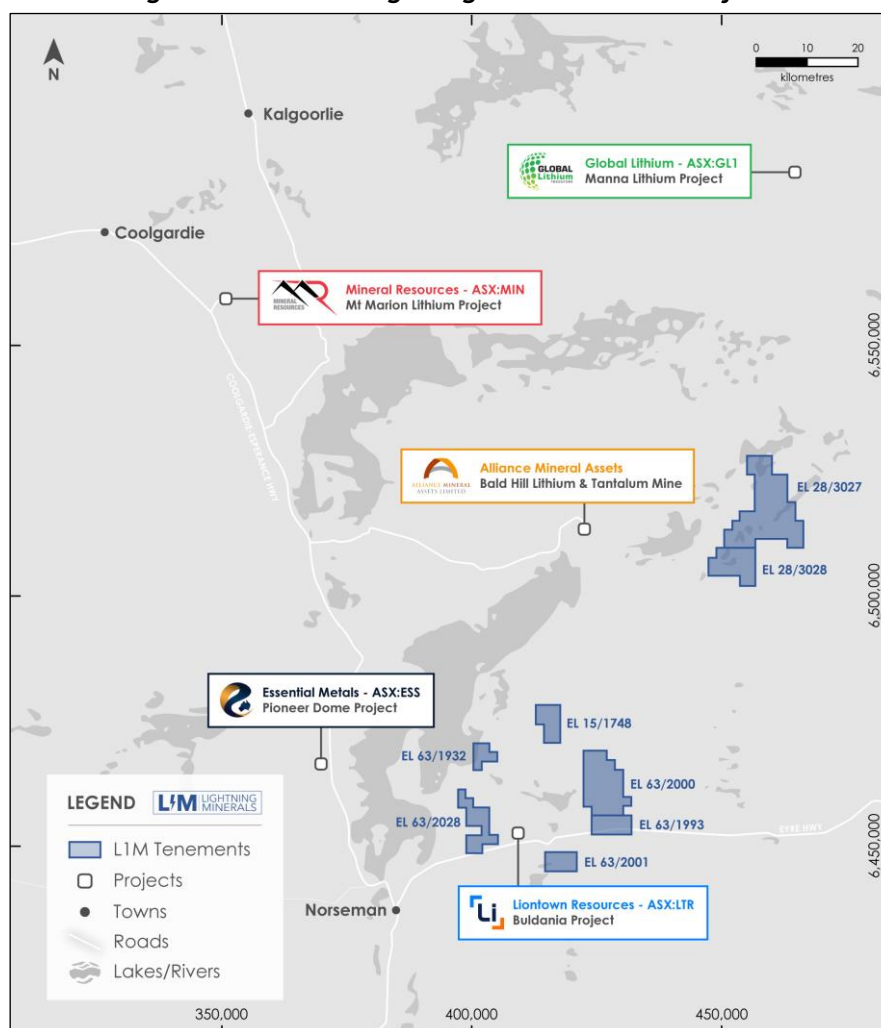 N
0 10 20
kilometres
Kalgoorlie
GLOBAL
Lithium
Global Lithium - ASX:GL1
Manna Lithium Project
Coolgardie
MINERAL
RESOURCES
Mineral Resources - ASX:MIN
Mt Marion Lithium Project
6,550,000
COOLGARDIE-ESPERANCE HWY
ALLIANCE MINERAL
ASSETS LIMITED
Alliance Mineral Assets
Bald Hill Lithium & Tantalum Mine
EL 28/3027
EL 28/3028
6,500,000
Essential Metals - ASX:ESS
Pioneer Dome Project
EL 15/1748
EL 63/1932
EL 63/2000
EL 63/2028
EL 63/1993
EYRE HWY
EL 63/2001
6,450,000
Norseman
Li
Liontown Resources - ASX:LTR
Buldania Project
LEGEND
L1M LIGHTNING
MINERALS
L1M Tenements
Projects
Towns
Roads
Lakes/Rivers
350,000 400,000 450,000